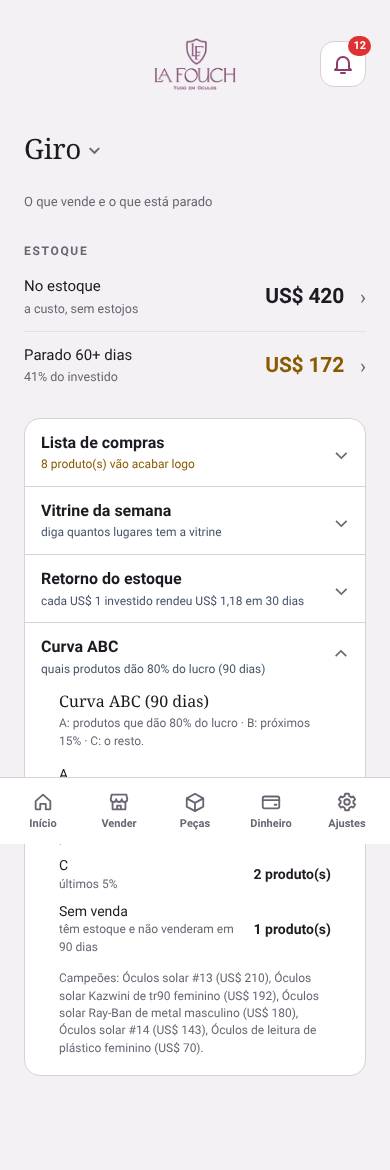 LF
LA FOUCH
Tudo em Óculos
12
Giro
O que vende e o que está parado
ESTOQUE
No estoque
US$ 420 ›
a custo, sem estojos
Parado 60+ dias
US$ 172 ›
41% do investido
Lista de compras
8 produto(s) vão acabar logo
Vitrine da semana
diga quantos lugares tem a vitrine
Retorno do estoque
cada US$ 1 investido rendeu US$ 1,18 em 30 dias
Curva ABC
quais produtos dão 80% do lucro (90 dias)
Curva ABC (90 dias)
A: produtos que dão 80% do lucro · B: próximos
15% · C: o resto.
A
Início
Vender
Peças
Dinheiro
Ajustes
C
2 produto(s)
últimos 5%
Sem venda
têm estoque e não venderam em
1 produto(s)
90 dias
Campeões: Óculos solar #13 (US$ 210), Óculos
solar Kazwini de tr90 feminino (US$ 192), Óculos
solar Ray-Ban de metal masculino (US$ 180),
Óculos solar #14 (US$ 143), Óculos de leitura de
plástico feminino (US$ 70).